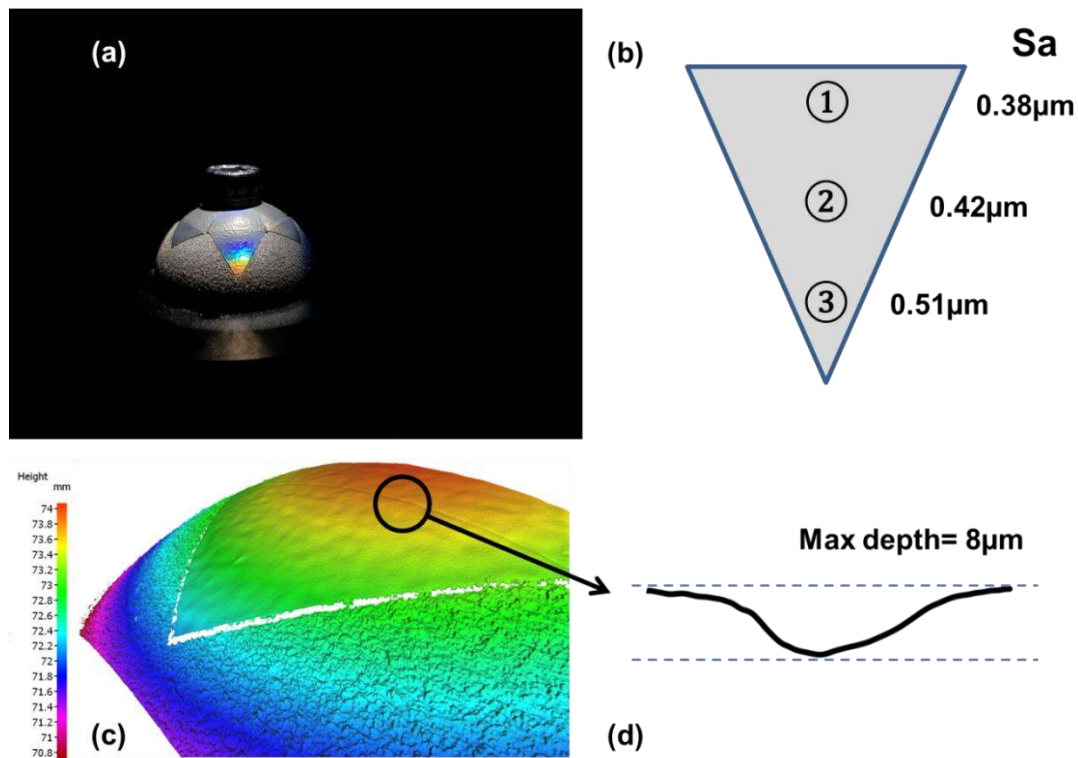 (a)
(b)
Sa
① 0.38µm
② 0.42µm
③ 0.51µm
Height
mm
74
73.8
73.6
73.4
73.2
73
72.8
72.6
72.4
72.2
72
71.8
71.6
71.4
71.2
71
70.8
(c)
Max depth= 8µm
(d)